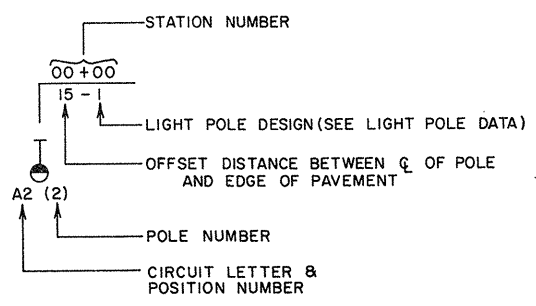 STATION NUMBER
00 + 00
15 - 1
LIGHT POLE DESIGN (SEE LIGHT POLE DATA)
OFFSET DISTANCE BETWEEN ℄ OF POLE
AND EDGE OF PAVEMENT
A2 (2)
POLE NUMBER
CIRCUIT LETTER &
POSITION NUMBER